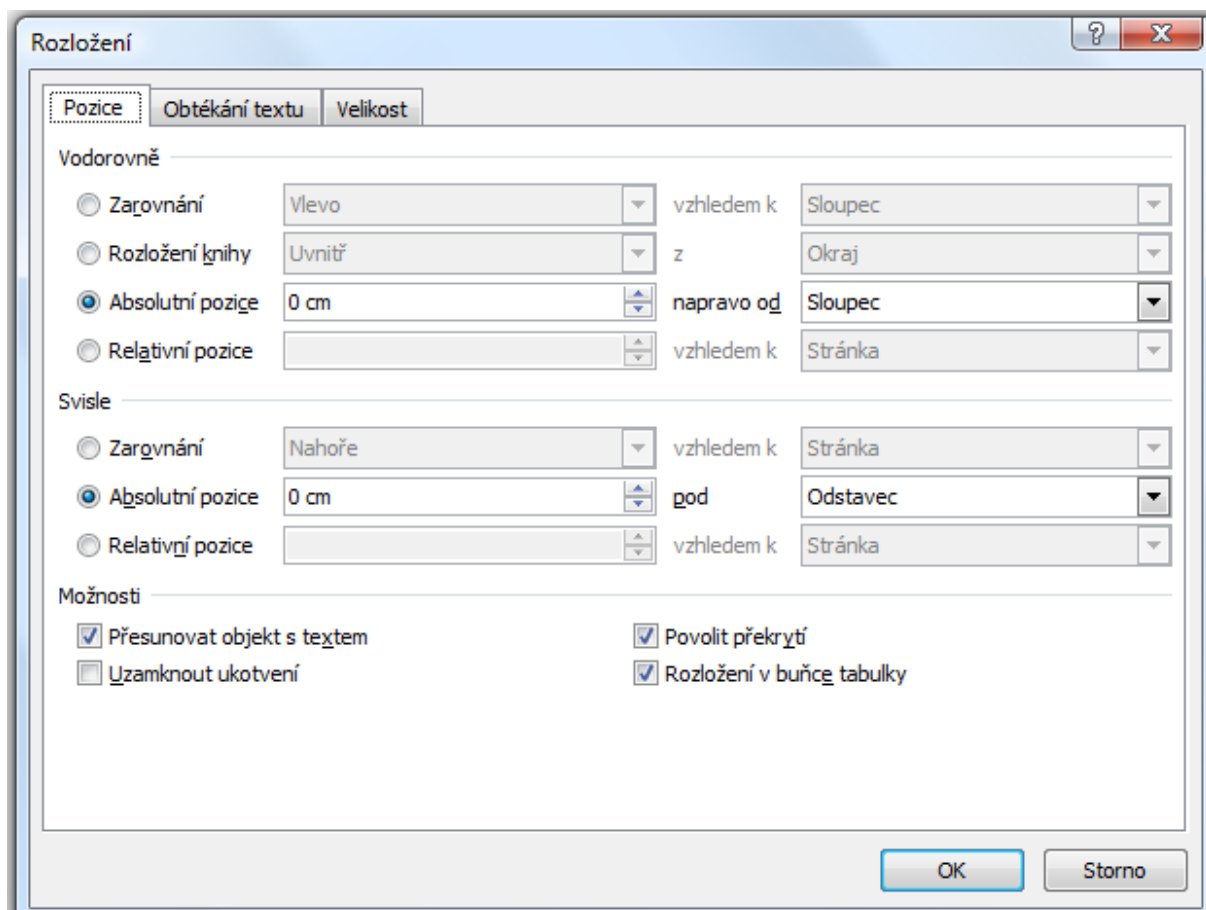 Rozložení
Pozice Obtékání textu Velikost
Vodorovně
Zarovnání Vlevo vzhledem k Sloupec
Rozložení knihy Uvnitř z Okraj
Absolutní pozice 0 cm napravo od Sloupec
Relativní pozice vzhledem k Stránka
Svisle
Zarovnání Nahoře vzhledem k Stránka
Absolutní pozice 0 cm pod Odstavec
Relativní pozice vzhledem k Stránka
Možnosti
Přesunovat objekt s textem Povolit překrytí
Uzamknout ukotvení Rozložení v buňce tabulky
OK Storno